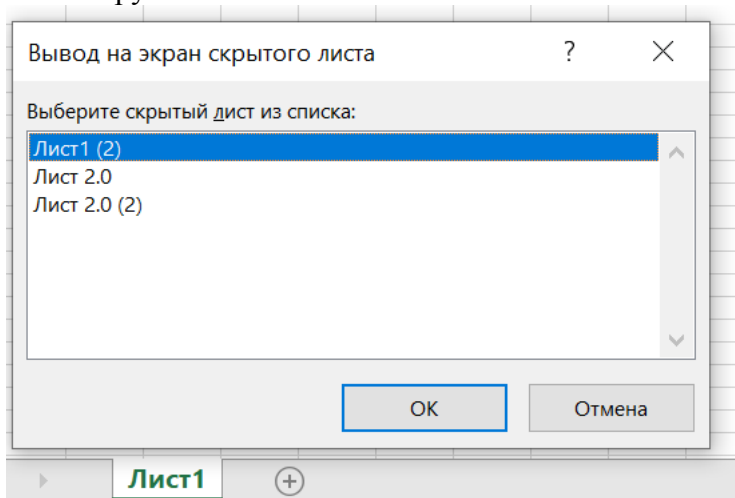 Вывод на экран скрытого листа ?
Выберите скрытый лист из списка:
Лист1 (2)
Лист 2.0
Лист 2.0 (2)
ОК Отмена
Лист1